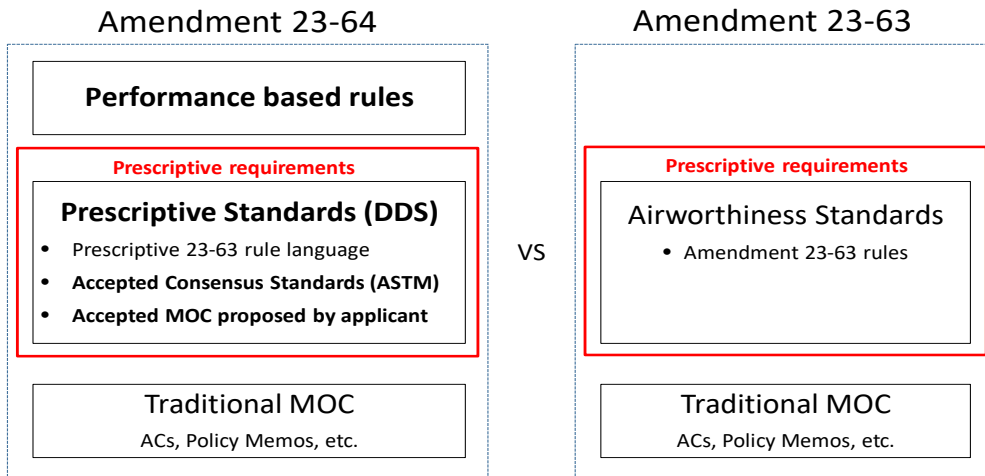 Amendment 23-64
Performance based rules
Prescriptive requirements
Prescriptive Standards (DDS)
• Prescriptive 23-63 rule language
• Accepted Consensus Standards (ASTM)
• Accepted MOC proposed by applicant
Traditional MOC
ACs, Policy Memos, etc.
VS
Amendment 23-63
Prescriptive requirements
Airworthiness Standards
• Amendment 23-63 rules
Traditional MOC
ACs, Policy Memos, etc.